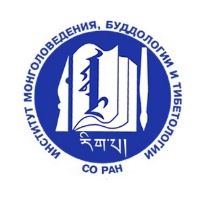 ИНСТИТУТ МОНГОЛОВЕДЕНИЯ, БУДДОЛОГИИ И ТИБЕТОЛОГИИ
རིག་པ།
СО РАН